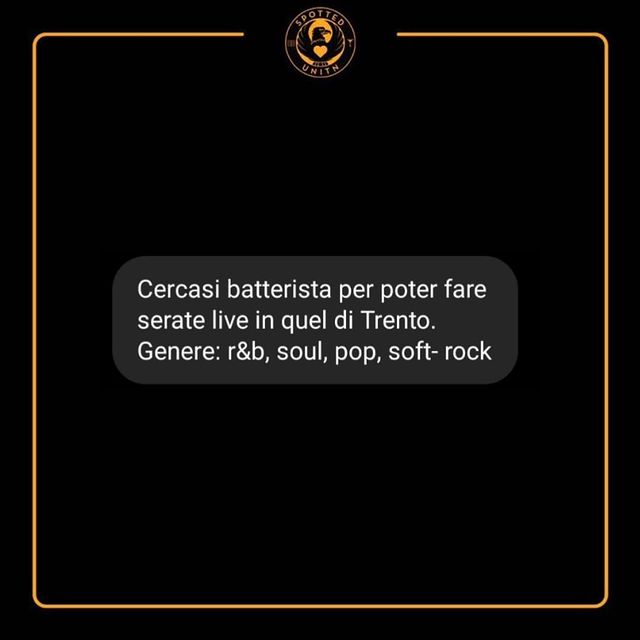 SPOTTED
UNITN
Cercasi batterista per poter fare
serate live in quel di Trento.
Genere: r&b, soul, pop, soft- rock